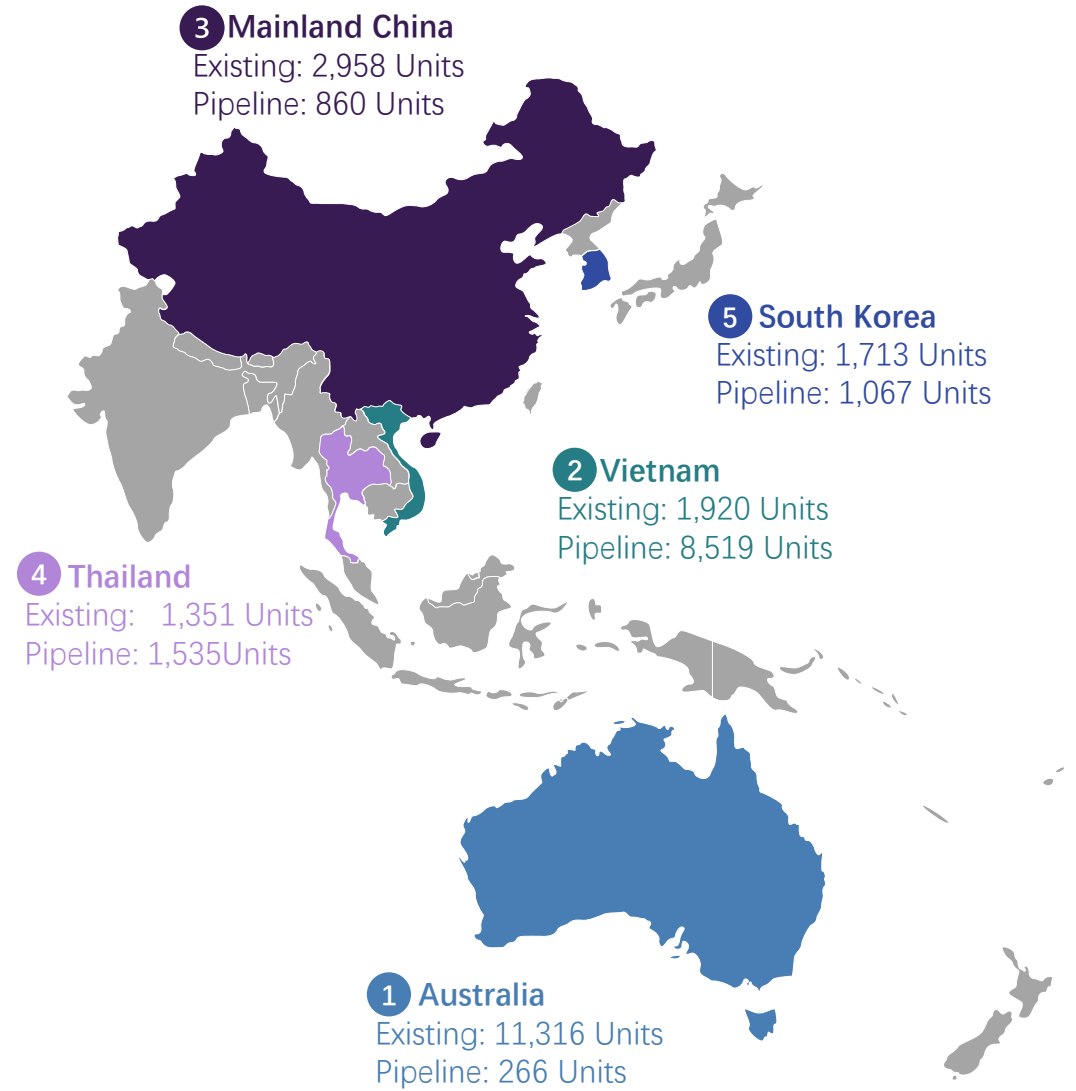 3 Mainland China
Existing: 2,958 Units
Pipeline: 860 Units
5 South Korea
Existing: 1,713 Units
Pipeline: 1,067 Units
2 Vietnam
Existing: 1,920 Units
Pipeline: 8,519 Units
4 Thailand
Existing: 1,351 Units
Pipeline: 1,535Units
1 Australia
Existing: 11,316 Units
Pipeline: 266 Units